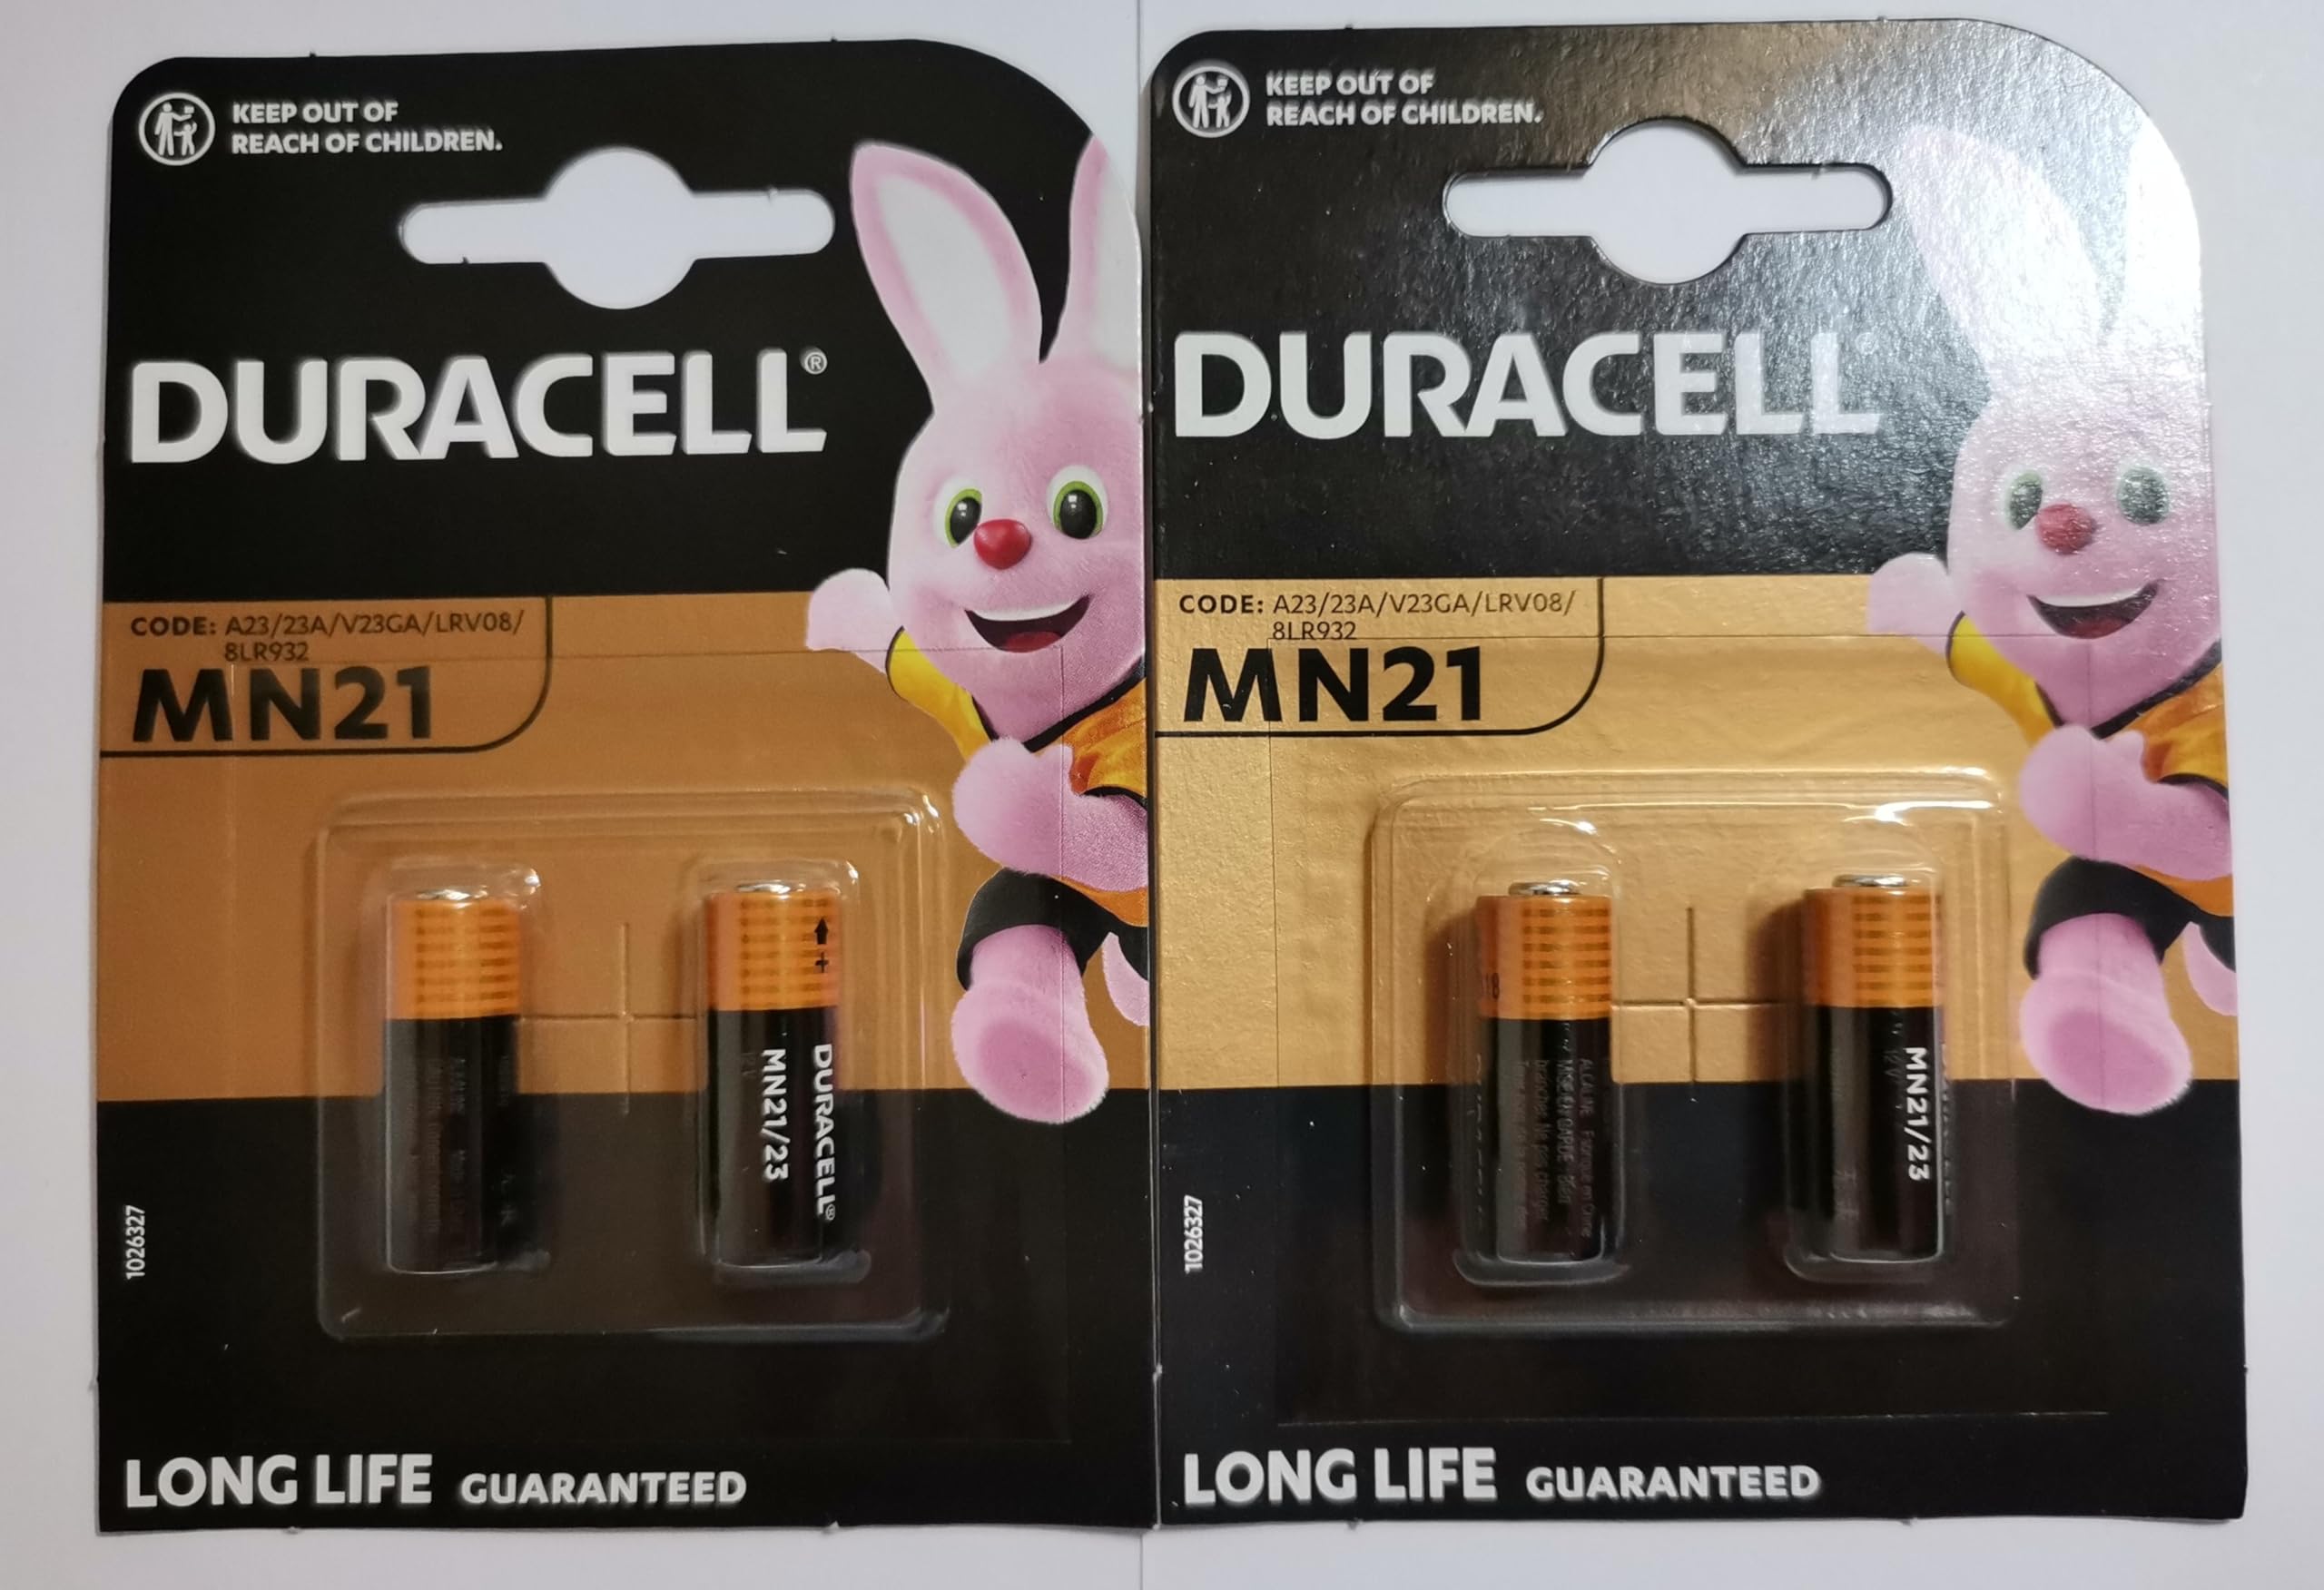 KEEP OUT OF
REACH OF CHILDREN.
DURACELL®
CODE: A23/23A/V23GA/LRV08/
8LR932
MN21
DURACELL®
MN21/23
1026327
LONG LIFE GUARANTEED
KEEP OUT OF
REACH OF CHILDREN.
DURACELL
CODE: A23/23A/V23GA/LRV08/
8LR932
MN21
MN21/23
12V
1026327
LONG LIFE GUARANTEED